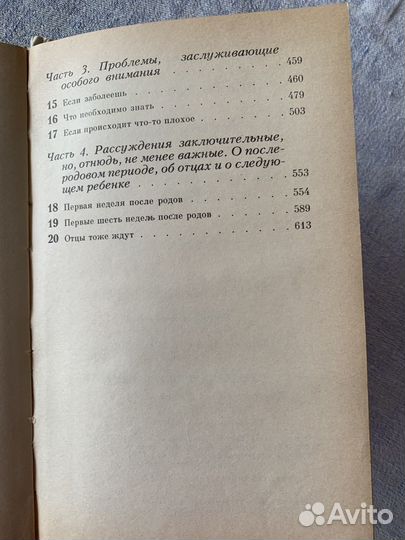 Часть 3. Проблемы, заслуживающие
особого внимания . . . . . . . . . . 459
15 Если заболеешь . . . . . . . . . . 460
16 Что необходимо знать . . . . . . . . . . 479
17 Если происходит что-то плохое . . . . . . . . 503
Часть 4. Рассуждения заключительные,
но, отнюдь, не менее важные. О после-
родовом периоде, об отцах и о следую-
щем ребенке . . . . . . . . . . 553
18 Первая неделя после родов . . . . . . . . 554
19 Первые шесть недель после родов . . . . . . 589
20 Отцы тоже ждут . . . . . . . . . . 613
Avito